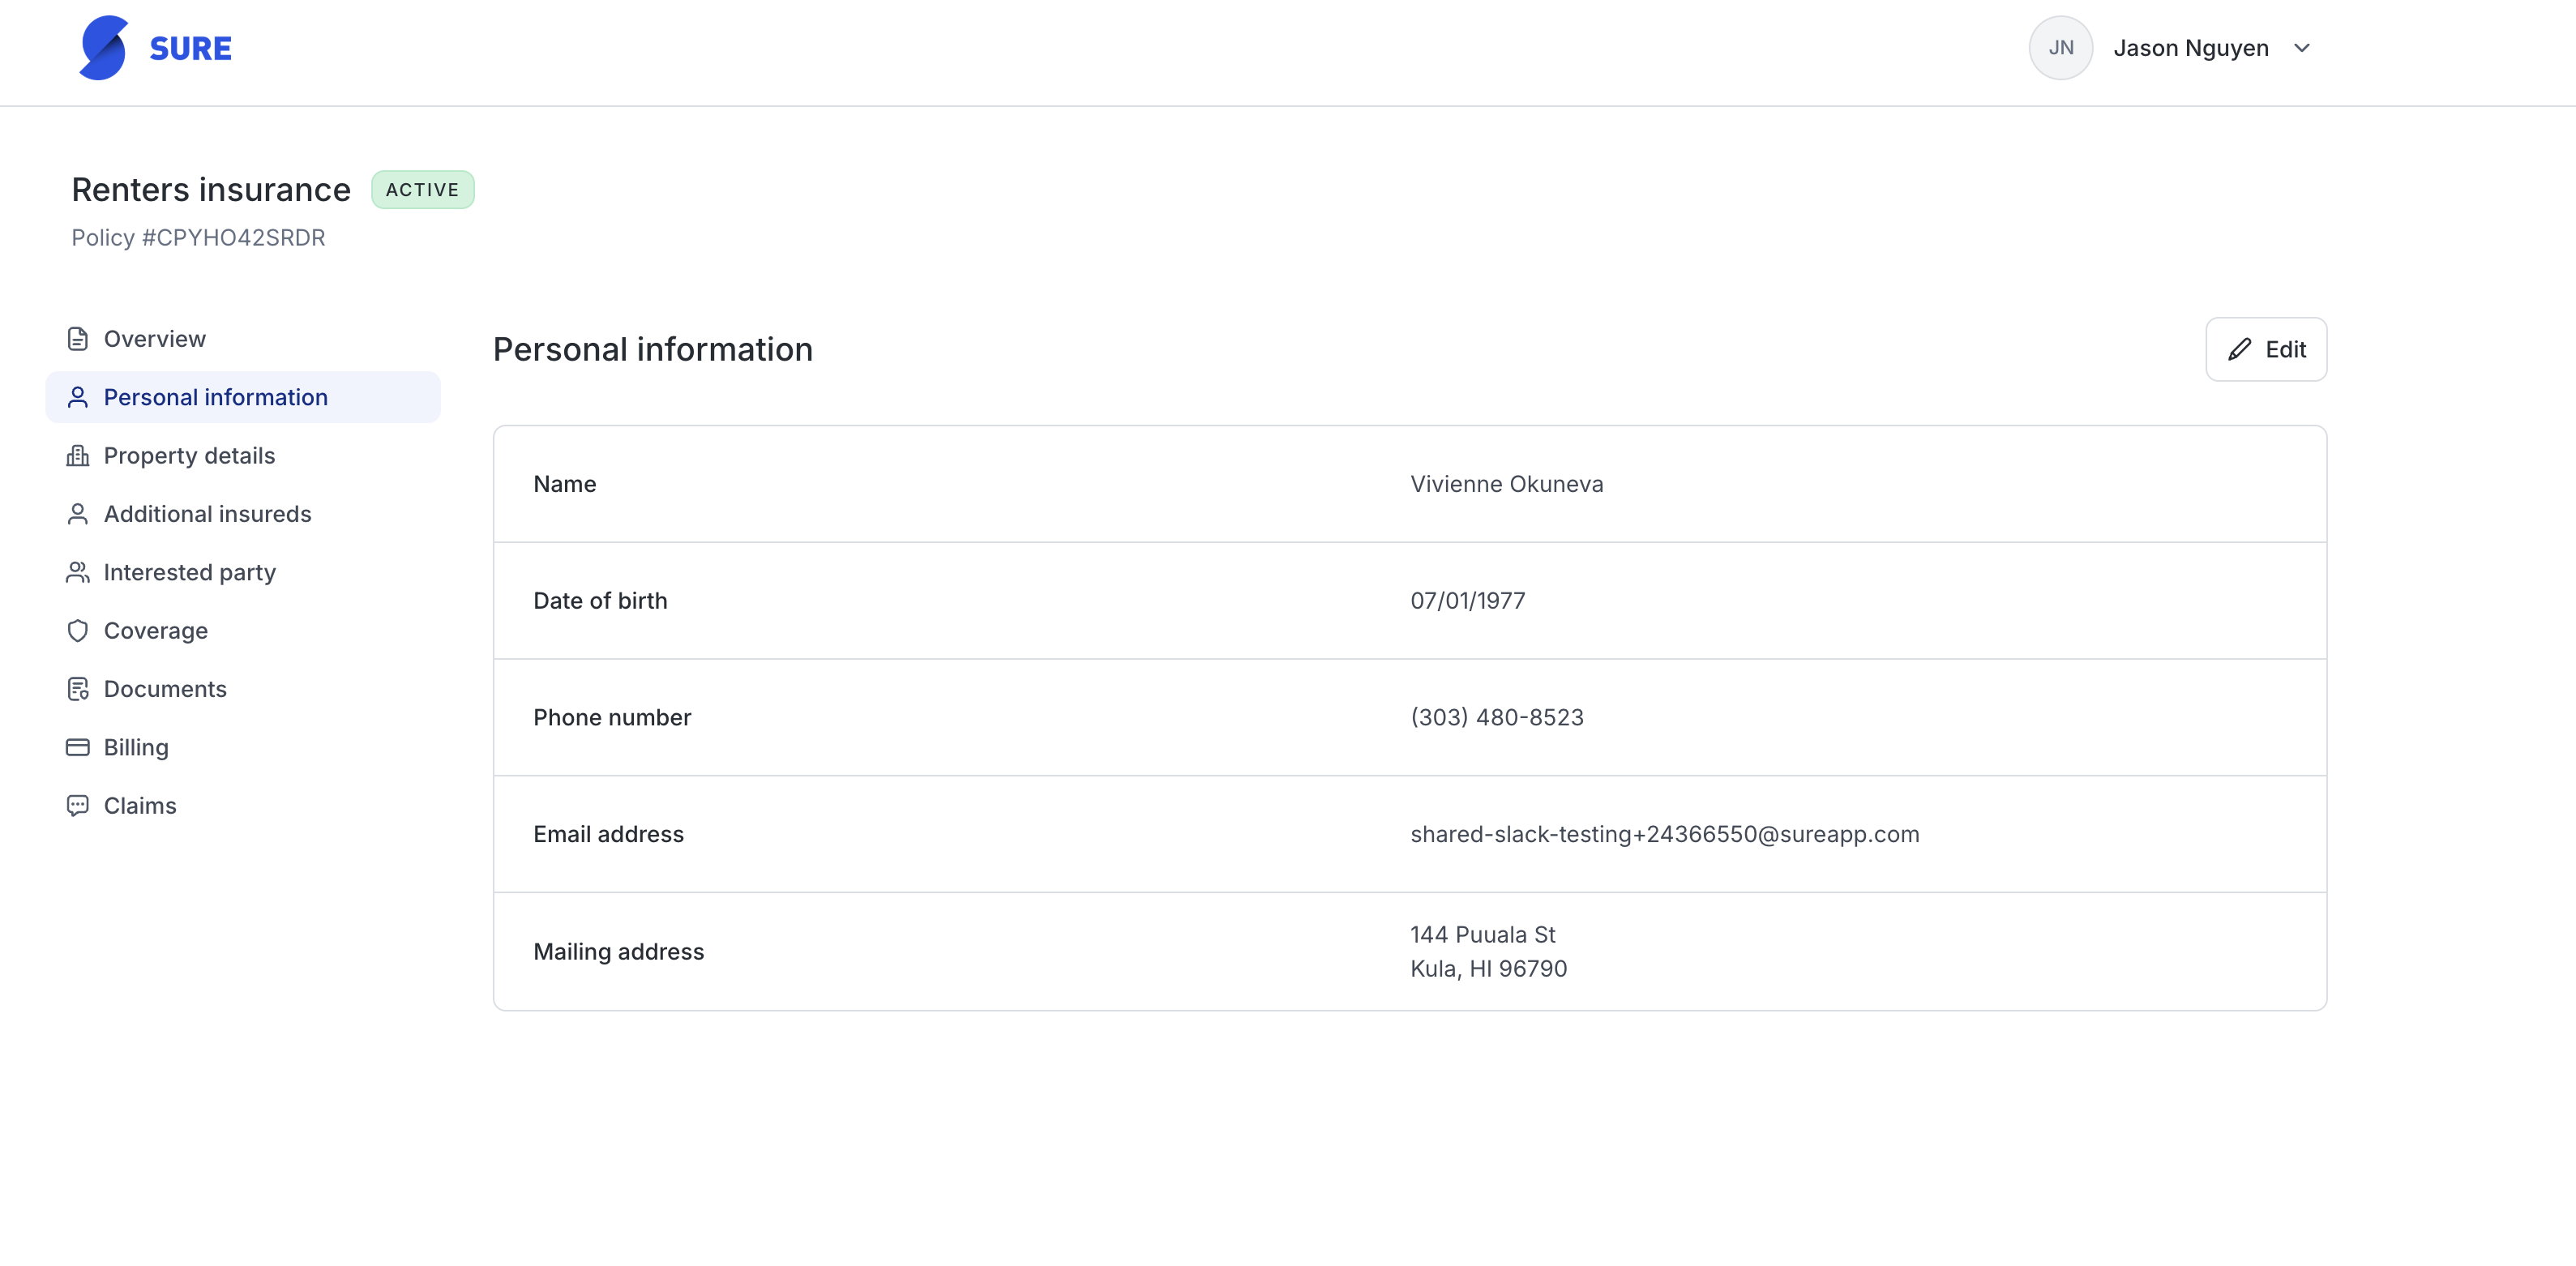 SURE
JN
Jason Nguyen
Renters insurance
ACTIVE
Policy #CPYHO42SRDR
Overview
Personal information
Property details
Additional insureds
Interested party
Coverage
Documents
Billing
Claims
Personal information
Edit
Name
Vivienne Okuneva
Date of birth
07/01/1977
Phone number
(303) 480-8523
Email address
shared-slack-testing+24366550@sureapp.com
Mailing address
144 Puuala St
Kula, HI 96790